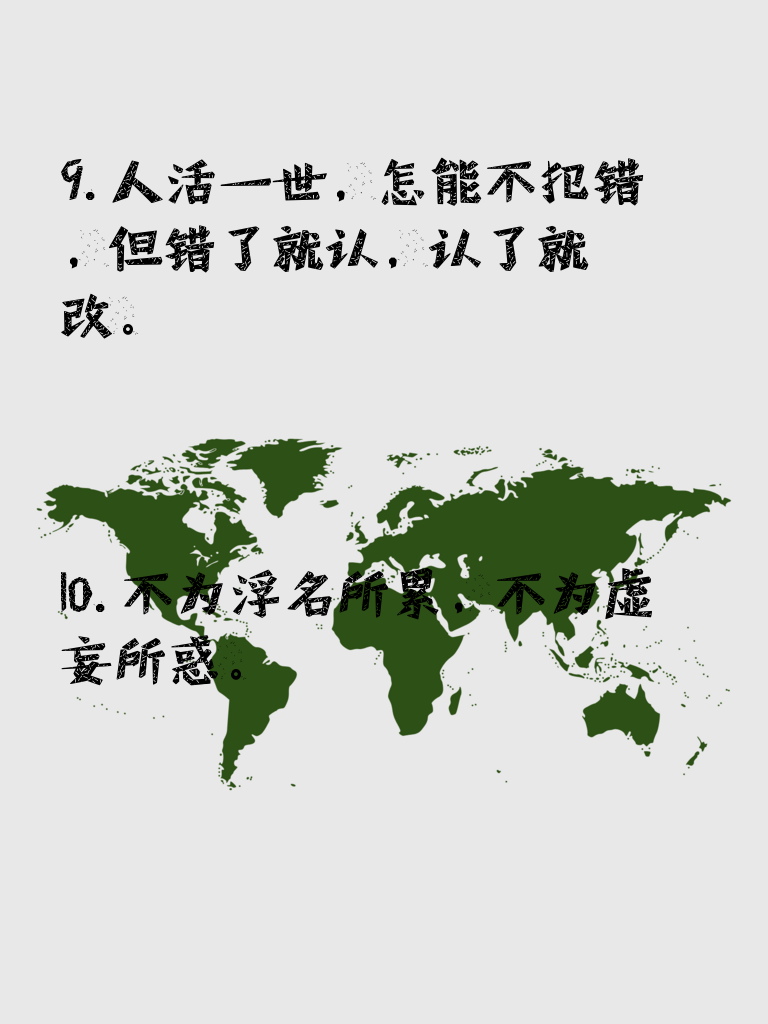 9. 人活一世，怎能不犯错
，但错了就认，认了就
改。
10. 不为浮名所累，不为虚
妄所惑。